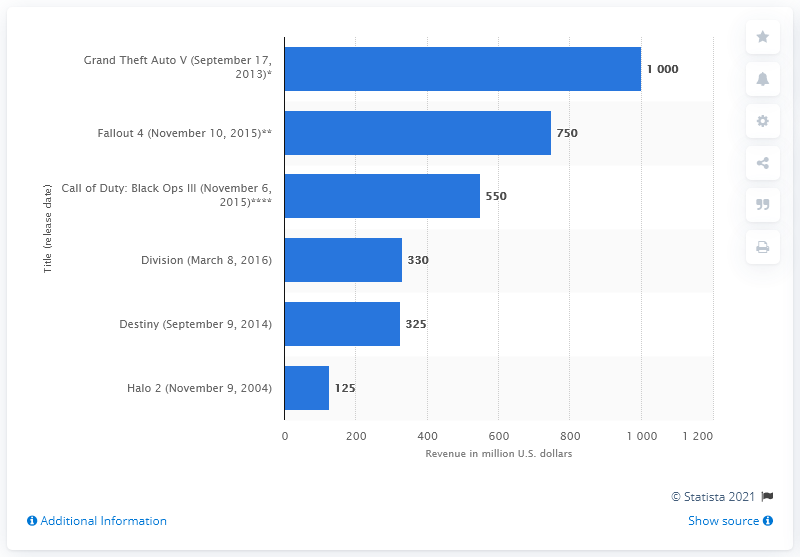 Grand Theft Auto V (September 17,
2013)*
1 000
Fallout 4 (November 10, 2015)**
750
Call of Duty: Black Ops III (November 6,
2015)****
550
Division (March 8, 2016)
330
Destiny (September 9, 2014)
325
Halo 2 (November 9, 2004)
125
Title (release date)
0 200 400 600 800 1 000 1 200
Revenue in million U.S. dollars
© Statista 2021
Additional Information
Show source